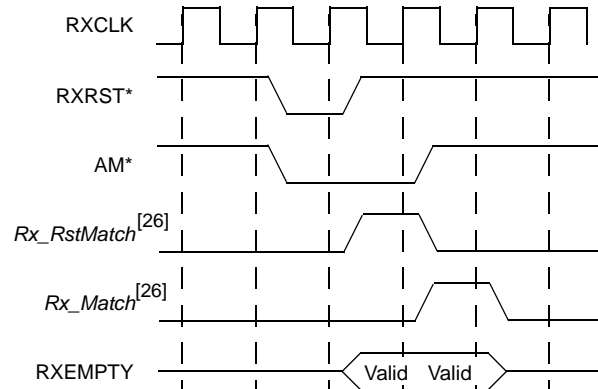 RXCLK
RXRST*
AM*
Rx_RstMatch[26]
Rx_Match[26]
RXEMPTY Valid Valid